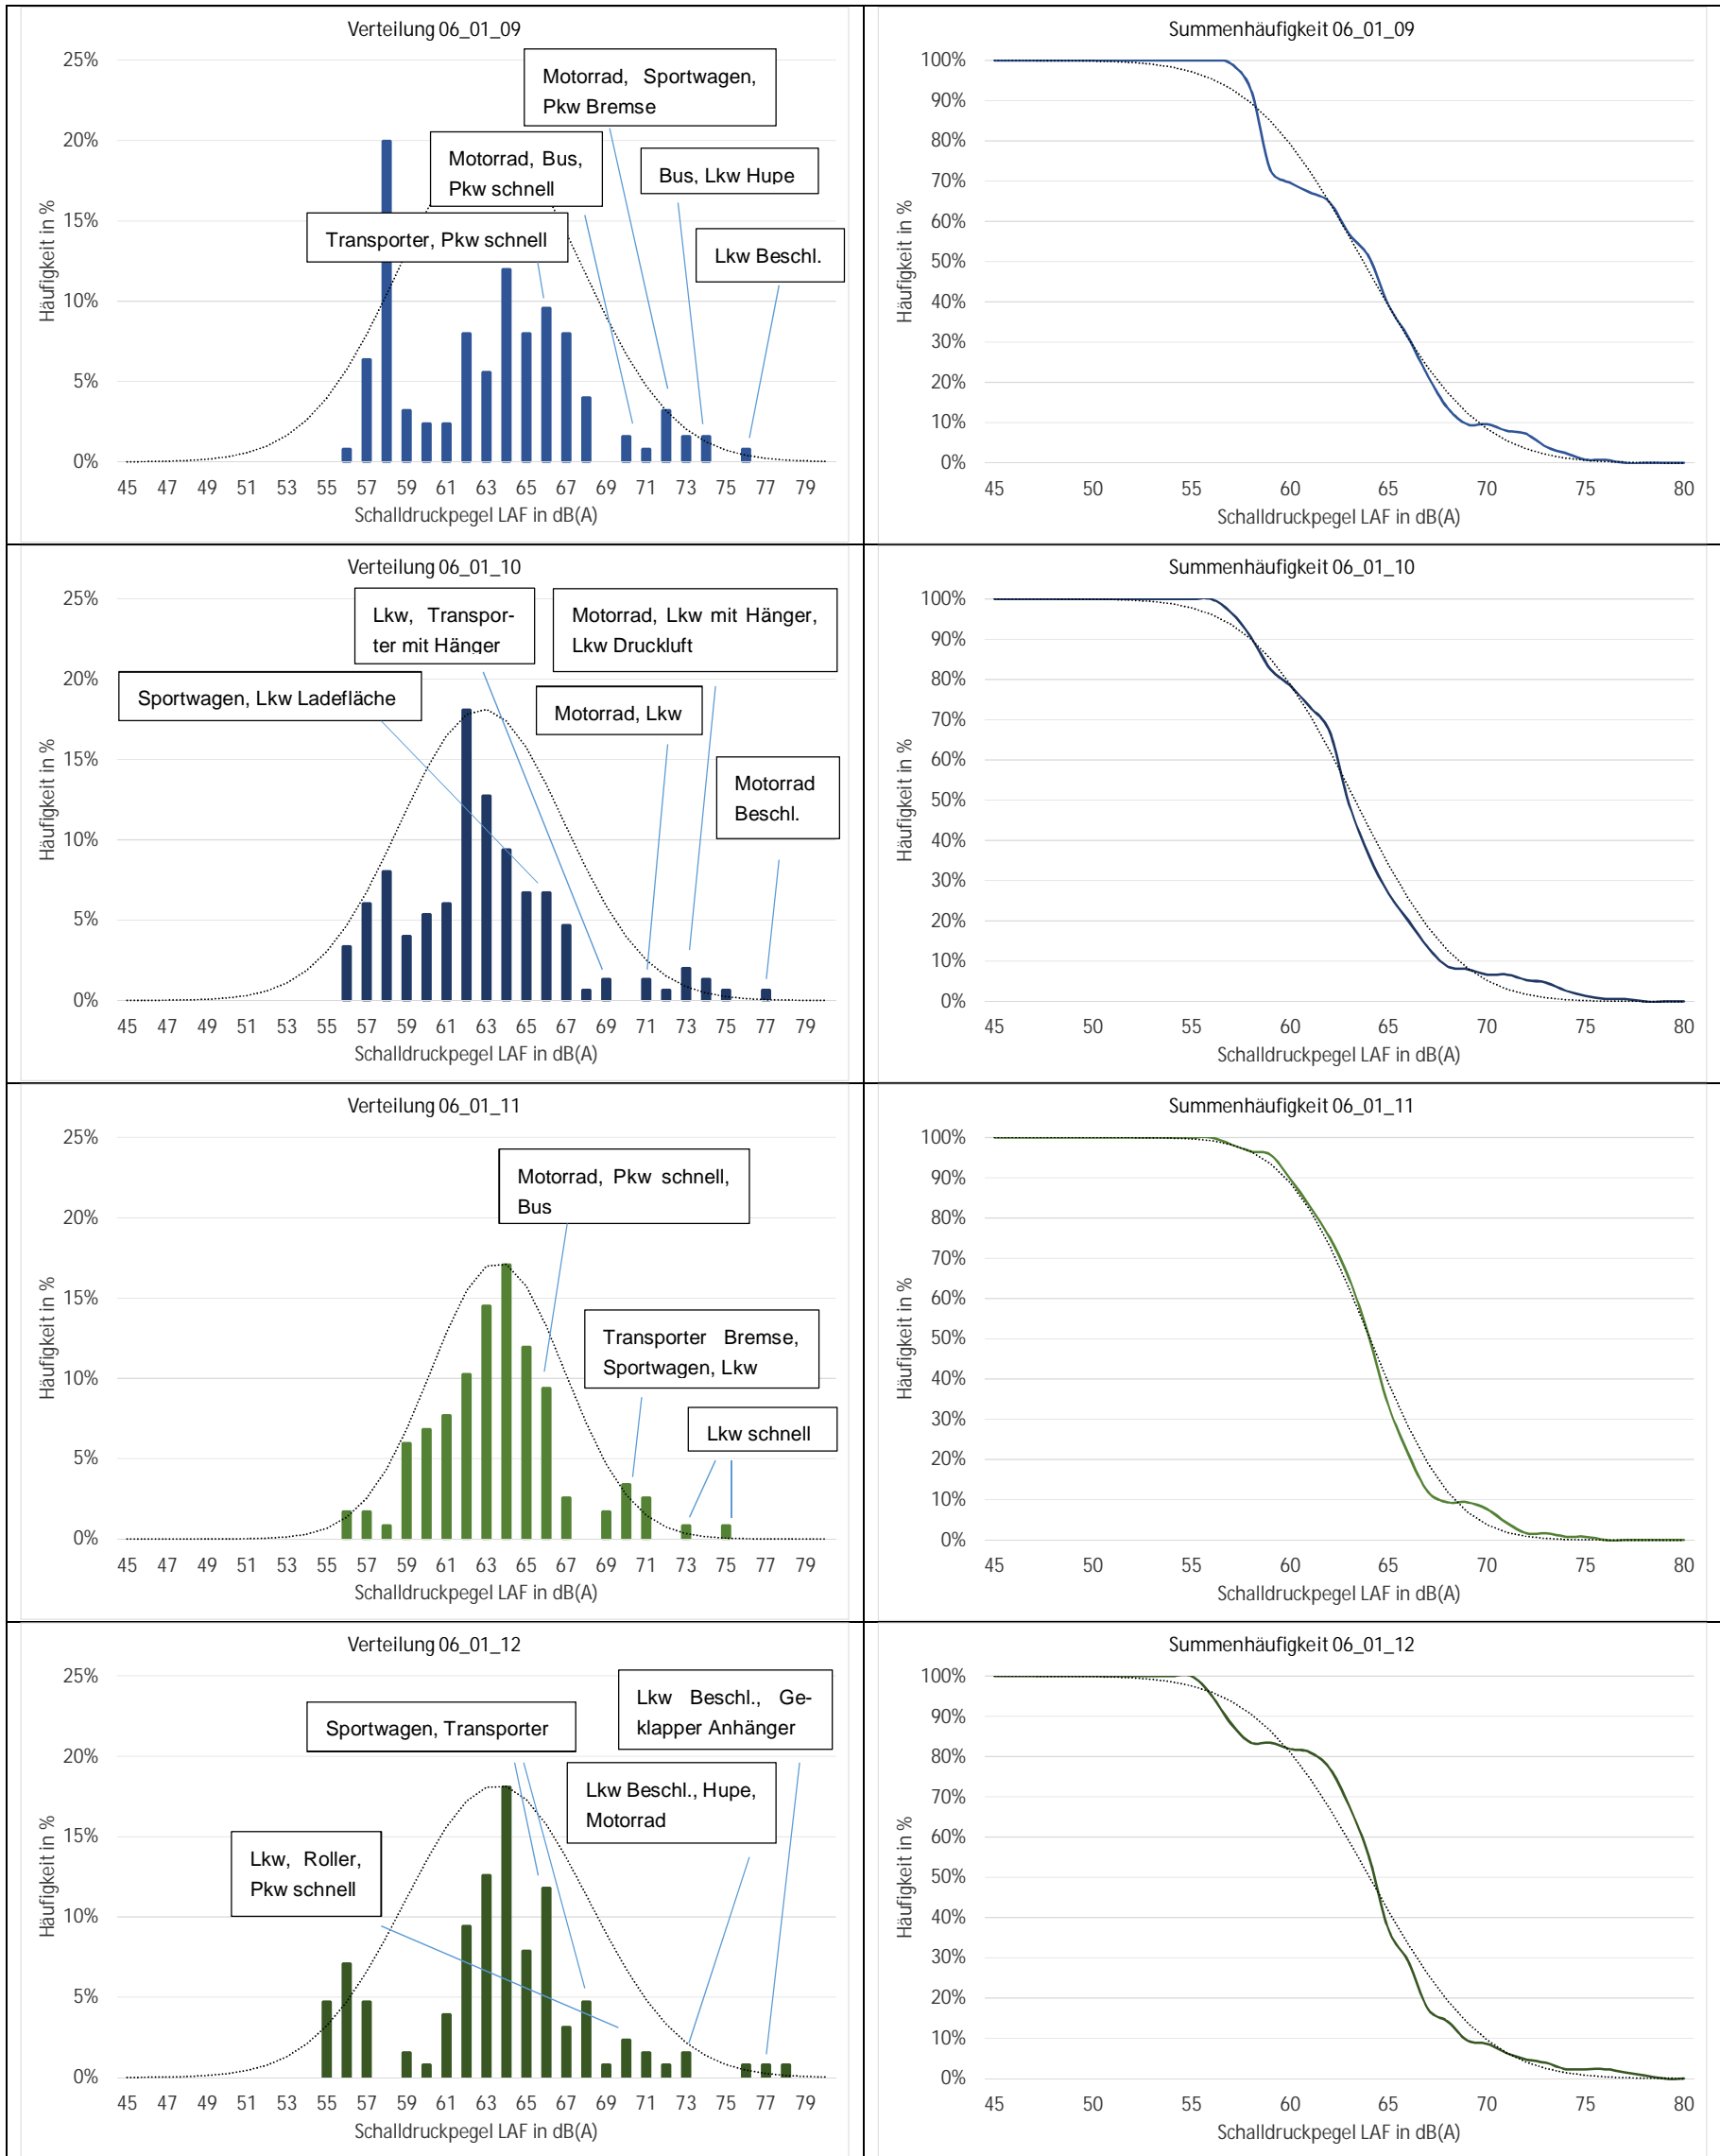 Verteilung 06_01_09
25%
20%
15%
10%
5%
0%
Häufigkeit in %
Motorrad, Sportwagen,
Pkw Bremse
Motorrad, Bus,
Pkw schnell
Bus, Lkw Hupe
Transporter, Pkw schnell
Lkw Beschl.
45 47 49 51 53 55 57 59 61 63 65 67 69 71 73 75 77 79
Schalldruckpegel LAF in dB(A)
Summenhäufigkeit 06_01_09
100%
90%
80%
70%
60%
50%
40%
30%
20%
10%
0%
Häufigkeit in %
45 50 55 60 65 70 75 80
Schalldruckpegel LAF in dB(A)
Verteilung 06_01_10
25%
20%
15%
10%
5%
0%
Häufigkeit in %
Lkw, Transpor-
ter mit Hänger
Motorrad, Lkw mit Hänger,
Lkw Druckluft
Sportwagen, Lkw Ladefläche
Motorrad, Lkw
Motorrad
Beschl.
45 47 49 51 53 55 57 59 61 63 65 67 69 71 73 75 77 79
Schalldruckpegel LAF in dB(A)
Summenhäufigkeit 06_01_10
100%
90%
80%
70%
60%
50%
40%
30%
20%
10%
0%
Häufigkeit in %
45 50 55 60 65 70 75 80
Schalldruckpegel LAF in dB(A)
Verteilung 06_01_11
25%
20%
15%
10%
5%
0%
Häufigkeit in %
Motorrad, Pkw schnell,
Bus
Transporter Bremse,
Sportwagen, Lkw
Lkw schnell
45 47 49 51 53 55 57 59 61 63 65 67 69 71 73 75 77 79
Schalldruckpegel LAF in dB(A)
Summenhäufigkeit 06_01_11
100%
90%
80%
70%
60%
50%
40%
30%
20%
10%
0%
Häufigkeit in %
45 50 55 60 65 70 75 80
Schalldruckpegel LAF in dB(A)
Verteilung 06_01_12
25%
20%
15%
10%
5%
0%
Häufigkeit in %
Lkw Beschl., Ge-
klapper Anhänger
Sportwagen, Transporter
Lkw Beschl., Hupe,
Motorrad
Lkw, Roller,
Pkw schnell
45 47 49 51 53 55 57 59 61 63 65 67 69 71 73 75 77 79
Schalldruckpegel LAF in dB(A)
Summenhäufigkeit 06_01_12
100%
90%
80%
70%
60%
50%
40%
30%
20%
10%
0%
Häufigkeit in %
45 50 55 60 65 70 75 80
Schalldruckpegel LAF in dB(A)